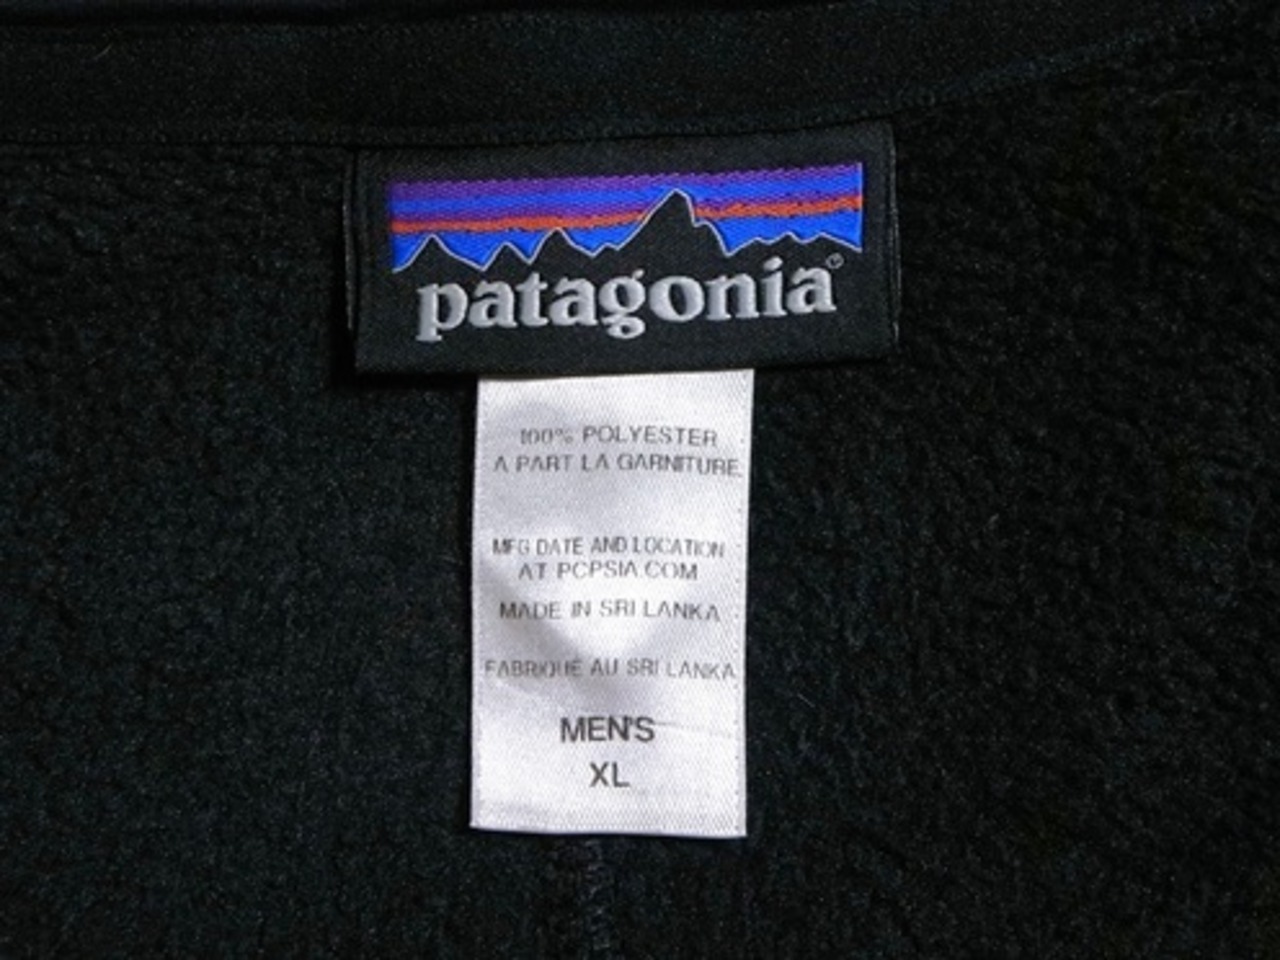 patagonia®
100% POLYESTER
A PART LA GARNITURE
MFG DATE AND LOCATION
AT PCPSIA.COM
MADE IN SRI LANKA
FABRIQUÉ AU SRI LANKA
MEN'S
XL